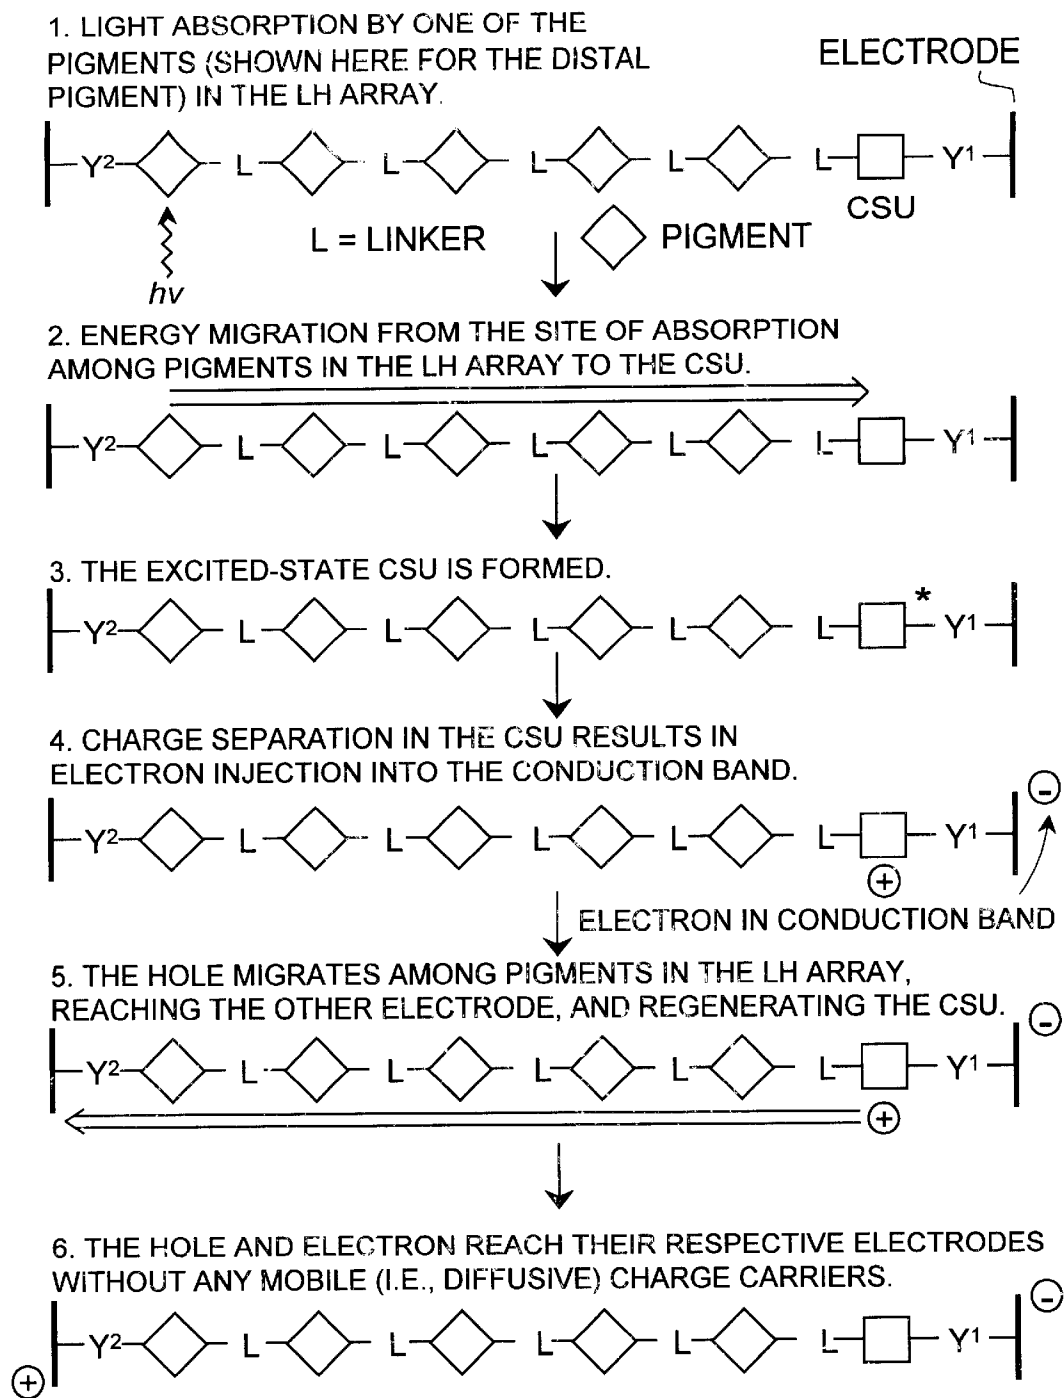 1. LIGHT ABSORPTION BY ONE OF THE
PIGMENTS (SHOWN HERE FOR THE DISTAL
PIGMENT) IN THE LH ARRAY.
ELECTRODE
Y² L L L L L Y¹
CSU
L = LINKER PIGMENT
hν
2. ENERGY MIGRATION FROM THE SITE OF ABSORPTION
AMONG PIGMENTS IN THE LH ARRAY TO THE CSU.
Y² L L L L L Y¹
3. THE EXCITED-STATE CSU IS FORMED.
*
Y² L L L L L Y¹
4. CHARGE SEPARATION IN THE CSU RESULTS IN
ELECTRON INJECTION INTO THE CONDUCTION BAND.
⊖
Y² L L L L L Y¹
⊕
ELECTRON IN CONDUCTION BAND
5. THE HOLE MIGRATES AMONG PIGMENTS IN THE LH ARRAY,
REACHING THE OTHER ELECTRODE, AND REGENERATING THE CSU.
⊖
Y² L L L L L Y¹
⊕
6. THE HOLE AND ELECTRON REACH THEIR RESPECTIVE ELECTRODES
WITHOUT ANY MOBILE (I.E., DIFFUSIVE) CHARGE CARRIERS.
⊖
Y² L L L L L Y¹
⊕